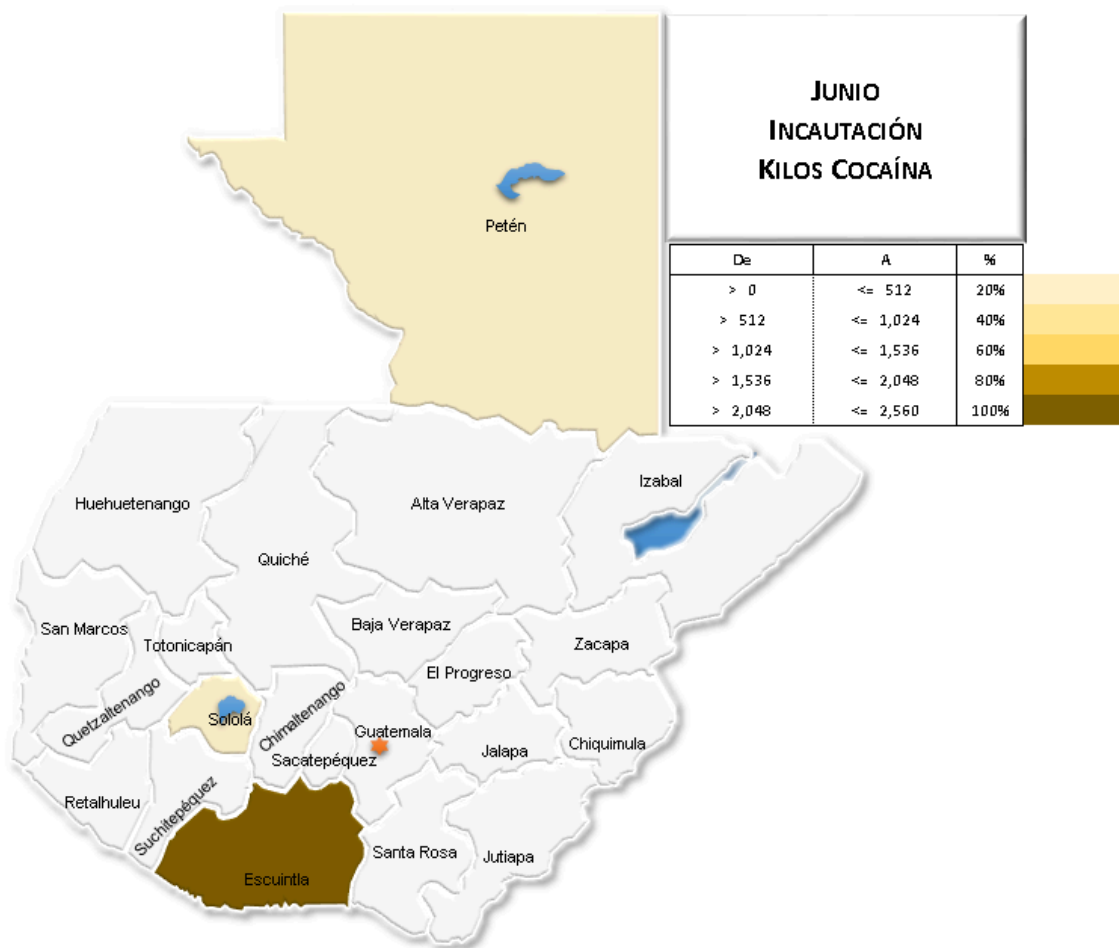 JUNIO
INCAUTACIÓN
KILOS COCAÍNA
De A %
> 0 <= 512 20%
> 512 <= 1,024 40%
> 1,024 <= 1,536 60%
> 1,536 <= 2,048 80%
> 2,048 <= 2,560 100%
Petén
Izabal
Huehuetenango
Alta Verapaz
Quiché
San Marcos
Totonicapán
Baja Verapaz
Zacapa
El Progreso
Quetzaltenango
Sololá
Chimaltenango
Guatemala
Sacatepéquez
Jalapa
Chiquimula
Retalhuleu
Suchitepéquez
Santa Rosa
Jutiapa
Escuintla